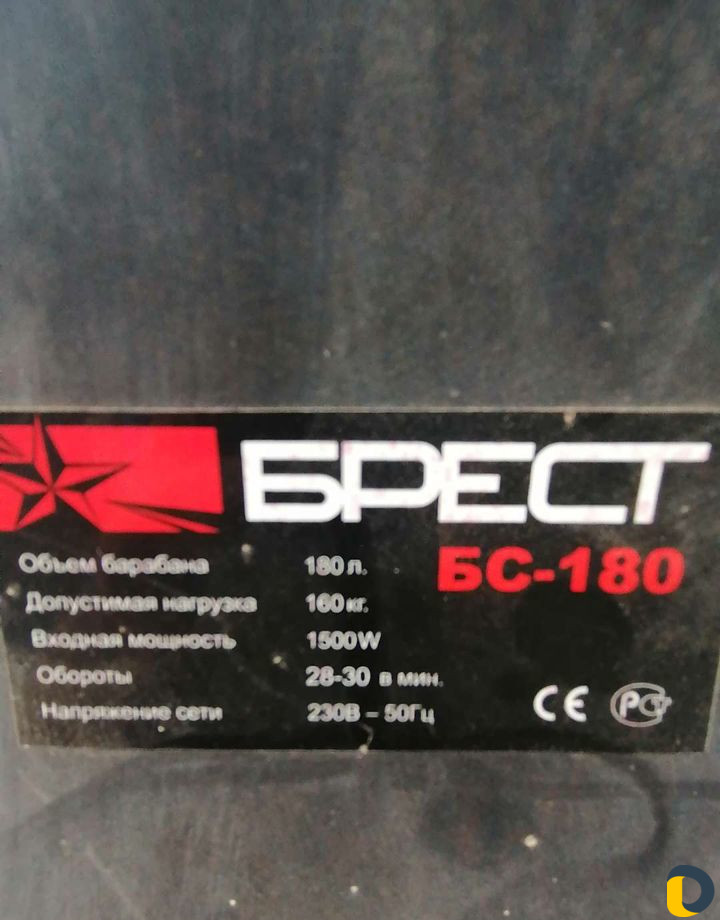 БРЕСТ
БС-180
Объем барабана 180 л.
Допустимая нагрузка 160 кг.
Входная мощность 1500W
Обороты 28-30 в мин.
Напряжение сети 230В – 50Гц
CE РСТ